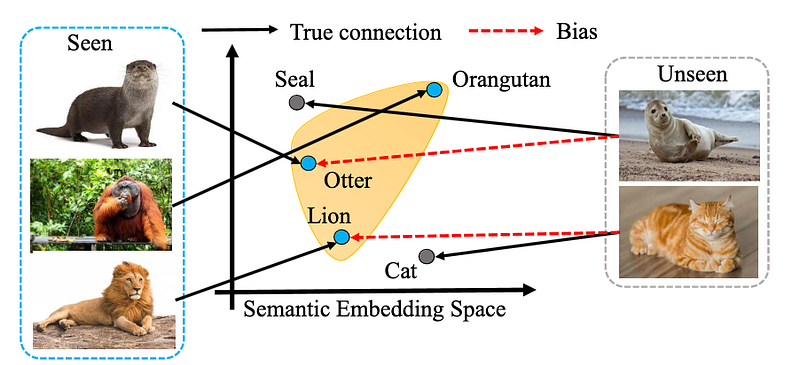 Seen
True connection
Bias
Seal
Orangutan
Unseen
Otter
Lion
Cat
Semantic Embedding Space